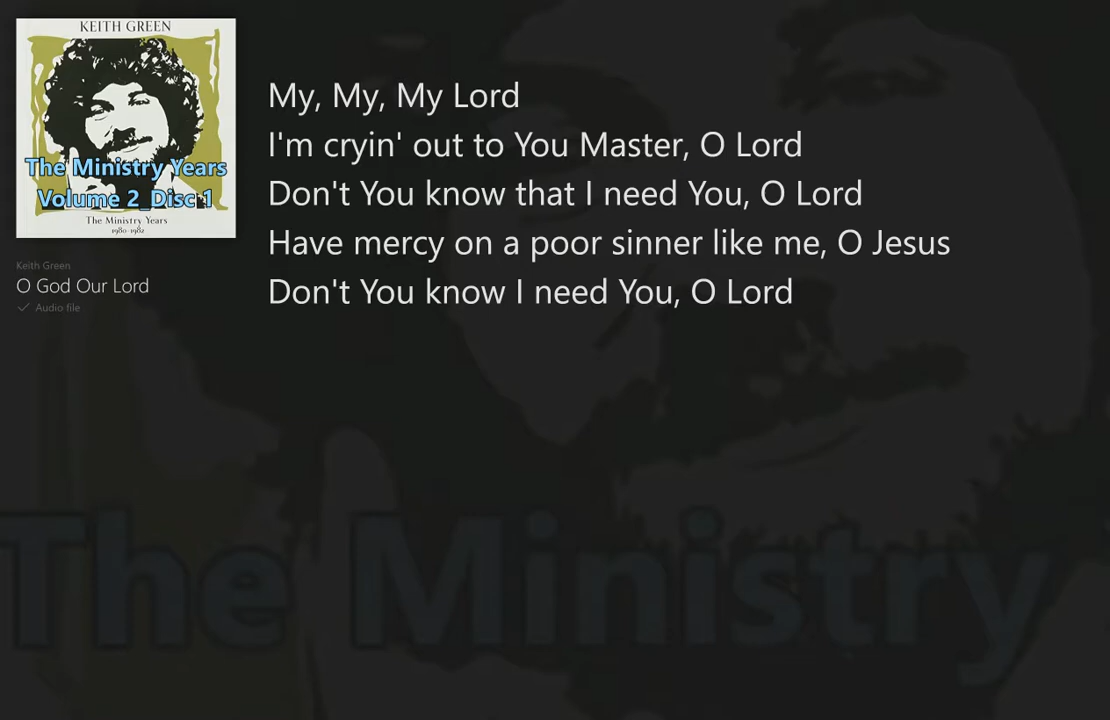 KEITH GREEN
The Ministry Years
Volume 2_Disc 1
The Ministry Years
1980-1982
Keith Green
O God Our Lord
Audio file
My, My, My Lord
I'm cryin' out to You Master, O Lord
Don't You know that I need You, O Lord
Have mercy on a poor sinner like me, O Jesus
Don't You know I need You, O Lord
The Ministry